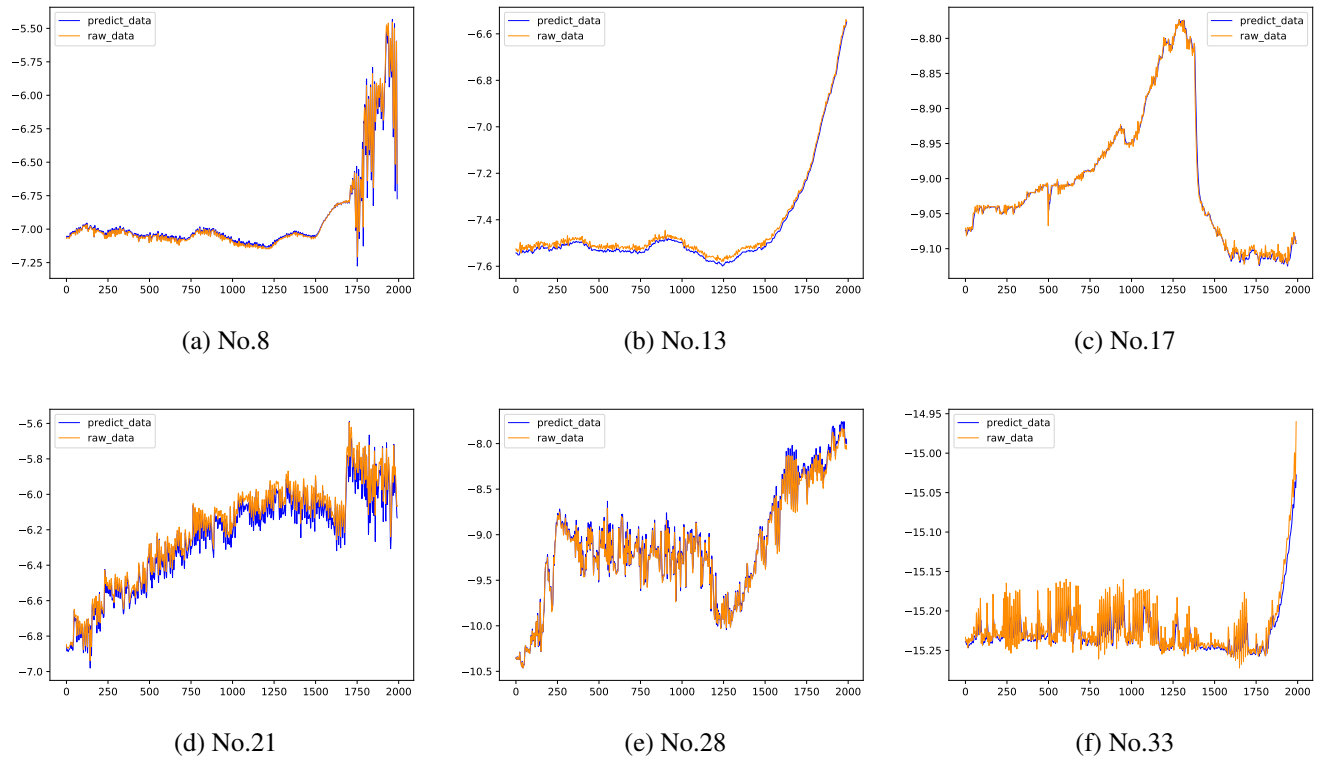 predict_data
raw_data
−5.50
−5.75
−6.00
−6.25
−6.50
−6.75
−7.00
−7.25
0 250 500 750 1000 1250 1500 1750 2000
(a) No.8
predict_data
raw_data
−6.6
−6.8
−7.0
−7.2
−7.4
−7.6
0 250 500 750 1000 1250 1500 1750 2000
(b) No.13
predict_data
raw_data
−8.80
−8.85
−8.90
−8.95
−9.00
−9.05
−9.10
0 250 500 750 1000 1250 1500 1750 2000
(c) No.17
predict_data
raw_data
−5.6
−5.8
−6.0
−6.2
−6.4
−6.6
−6.8
−7.0
0 250 500 750 1000 1250 1500 1750 2000
(d) No.21
predict_data
raw_data
−8.0
−8.5
−9.0
−9.5
−10.0
−10.5
0 250 500 750 1000 1250 1500 1750 2000
(e) No.28
predict_data
raw_data
−14.95
−15.00
−15.05
−15.10
−15.15
−15.20
−15.25
0 250 500 750 1000 1250 1500 1750 2000
(f) No.33